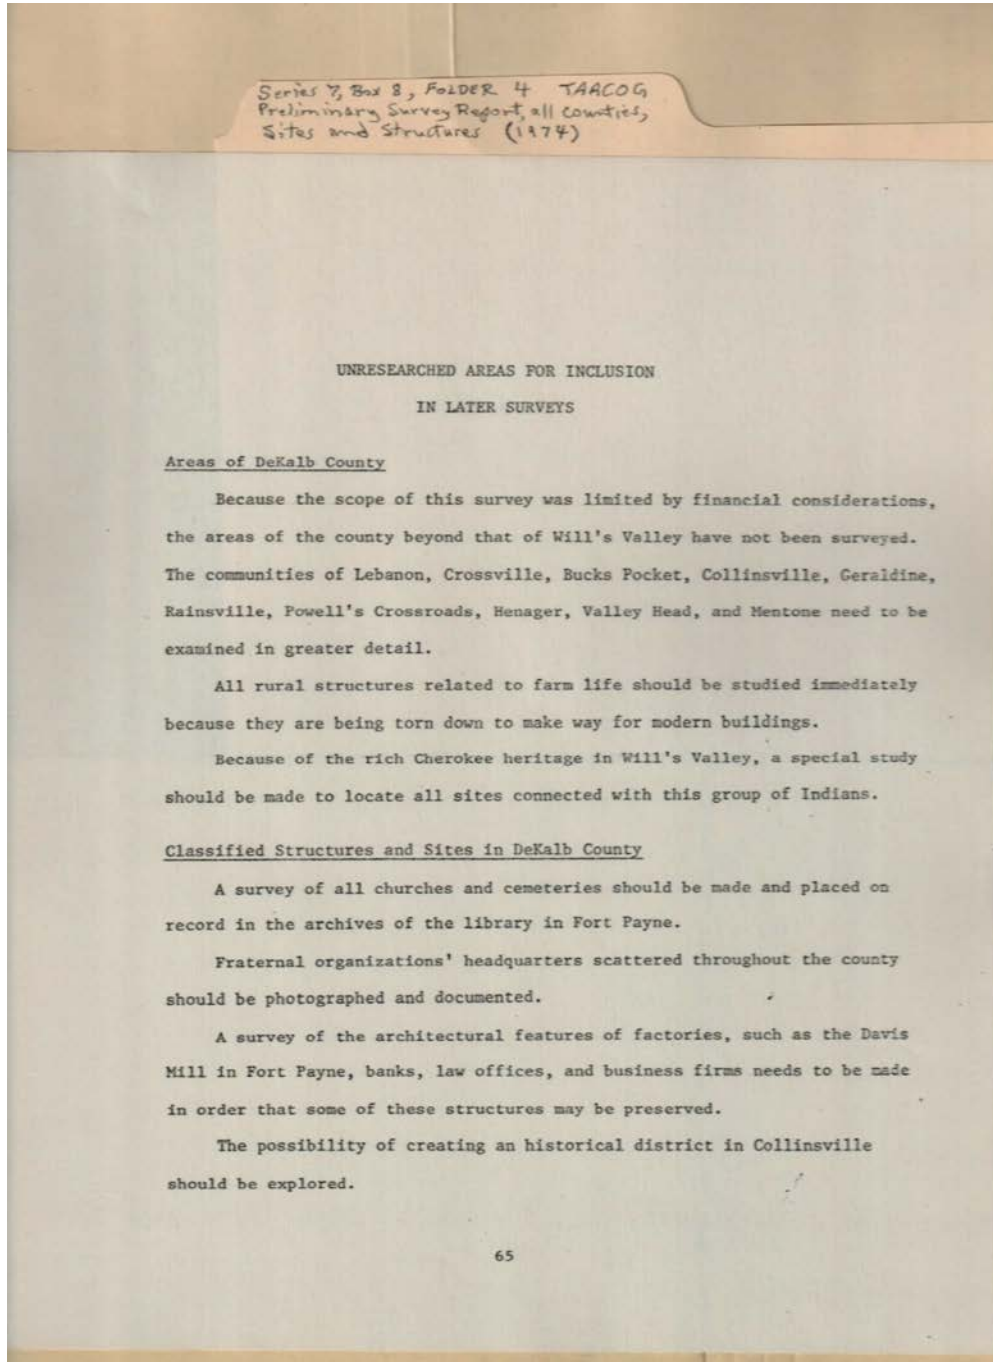 Series 7, Box 8, FOLDER 4 TAACOG
Preliminary Survey Report, all counties,
Sites and Structures (1974)
UNRESEARCHED AREAS FOR INCLUSION
IN LATER SURVEYS
Areas of DeKalb County
Because the scope of this survey was limited by financial considerations,
the areas of the county beyond that of Will's Valley have not been surveyed.
The communities of Lebanon, Crossville, Bucks Pocket, Collinsville, Geraldine,
Rainsville, Powell's Crossroads, Henager, Valley Head, and Mentone need to be
examined in greater detail.
All rural structures related to farm life should be studied immediately
because they are being torn down to make way for modern buildings.
Because of the rich Cherokee heritage in Will's Valley, a special study
should be made to locate all sites connected with this group of Indians.
Classified Structures and Sites in DeKalb County
A survey of all churches and cemeteries should be made and placed on
record in the archives of the library in Fort Payne.
Fraternal organizations' headquarters scattered throughout the county
should be photographed and documented.
A survey of the architectural features of factories, such as the Davis
Mill in Fort Payne, banks, law offices, and business firms needs to be made
in order that some of these structures may be preserved.
The possibility of creating an historical district in Collinsville
should be explored.
65